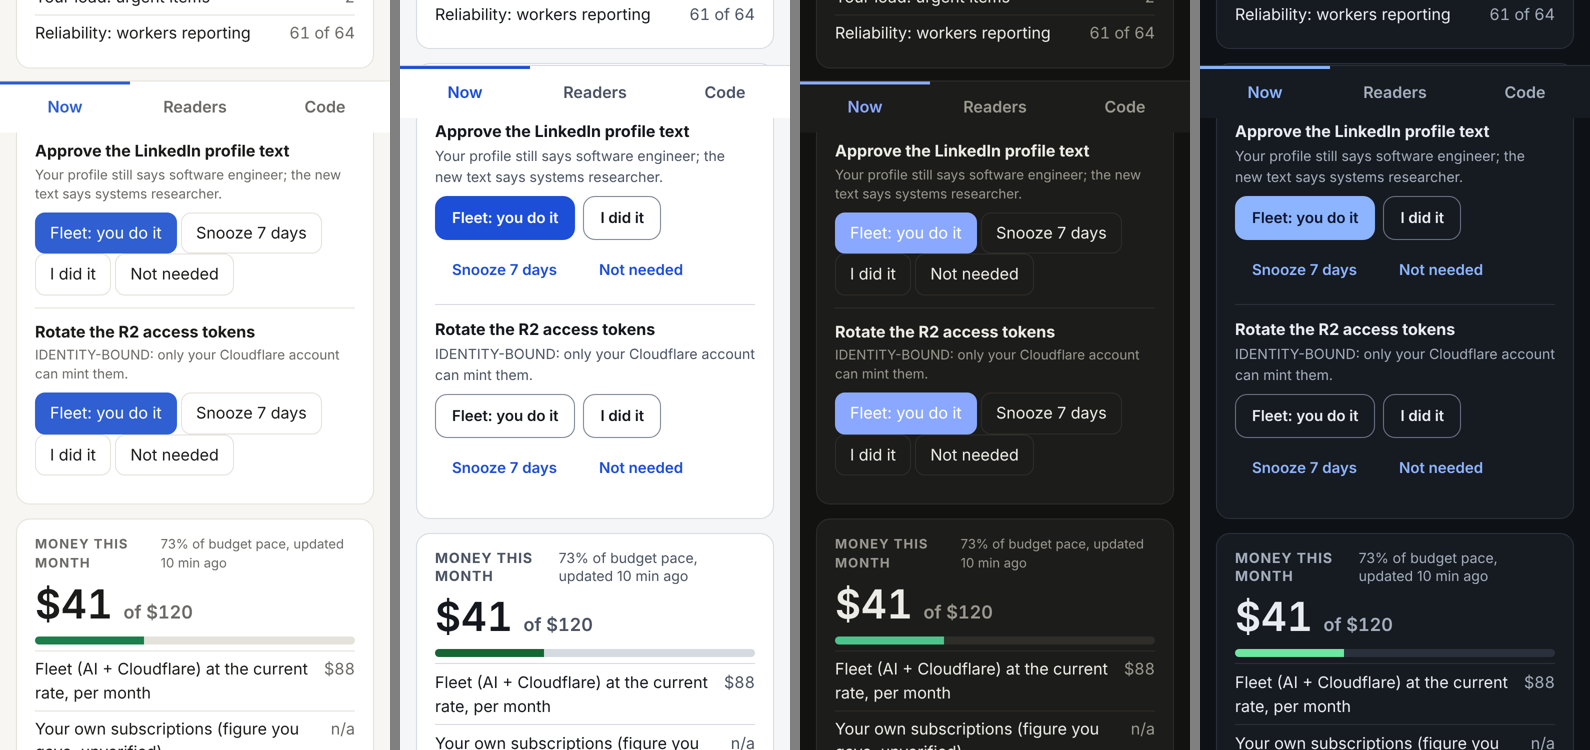 Reliability: workers reporting 61 of 64
Now Readers Code
Approve the LinkedIn profile text
Your profile still says software engineer; the new
text says systems researcher.
Fleet: you do it Snooze 7 days
I did it Not needed
Rotate the R2 access tokens
IDENTITY-BOUND: only your Cloudflare account
can mint them.
Fleet: you do it Snooze 7 days
I did it Not needed
MONEY THIS
MONTH
73% of budget pace, updated
10 min ago
$41 of $120
Fleet (AI + Cloudflare) at the current $88
rate, per month
Your own subscriptions (figure you n/a
Reliability: workers reporting 61 of 64
Now Readers Code
Approve the LinkedIn profile text
Your profile still says software engineer; the
new text says systems researcher.
Fleet: you do it I did it
Snooze 7 days Not needed
Rotate the R2 access tokens
IDENTITY-BOUND: only your Cloudflare account
can mint them.
Fleet: you do it I did it
Snooze 7 days Not needed
MONEY THIS
MONTH
73% of budget pace,
updated 10 min ago
$41 of $120
Fleet (AI + Cloudflare) at the current $88
rate, per month
Your own subscriptions (figure you n/a
Reliability: workers reporting 61 of 64
Now Readers Code
Approve the LinkedIn profile text
Your profile still says software engineer; the new
text says systems researcher.
Fleet: you do it Snooze 7 days
I did it Not needed
Rotate the R2 access tokens
IDENTITY-BOUND: only your Cloudflare account
can mint them.
Fleet: you do it Snooze 7 days
I did it Not needed
MONEY THIS
MONTH
73% of budget pace, updated
10 min ago
$41 of $120
Fleet (AI + Cloudflare) at the current $88
rate, per month
Your own subscriptions (figure you n/a
Reliability: workers reporting 61 of 64
Now Readers Code
Approve the LinkedIn profile text
Your profile still says software engineer; the
new text says systems researcher.
Fleet: you do it I did it
Snooze 7 days Not needed
Rotate the R2 access tokens
IDENTITY-BOUND: only your Cloudflare account
can mint them.
Fleet: you do it I did it
Snooze 7 days Not needed
MONEY THIS
MONTH
73% of budget pace,
updated 10 min ago
$41 of $120
Fleet (AI + Cloudflare) at the current $88
rate, per month
Your own subscriptions (figure you n/a